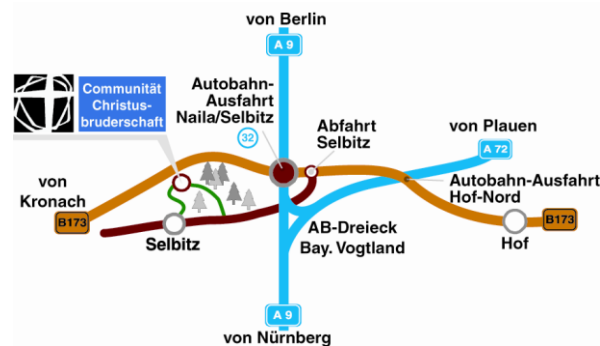 von Berlin
A 9
Communität
Christus-
bruderschaft
Autobahn-
Ausfahrt
Naila/Selbitz
32
Abfahrt
Selbitz
von Plauen
A 72
von
Kronach
B173
Autobahn-Ausfahrt
Hof-Nord
Selbitz
AB-Dreieck
Bay. Vogtland
Hof
B173
A 9
von Nürnberg